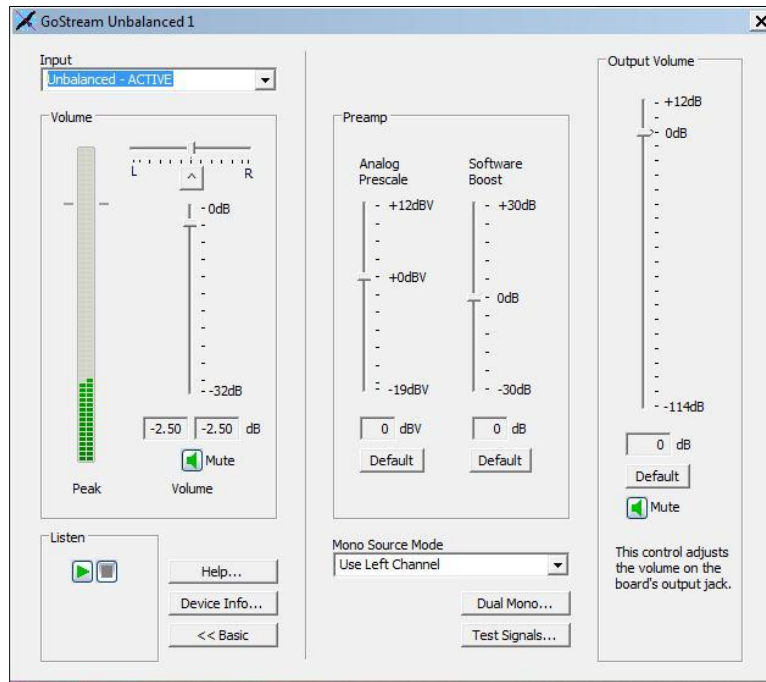 GoStream Unbalanced 1
Input
Unbalanced - ACTIVE
Volume
L
R
^
-0dB
-32dB
-2.50 -2.50 dB
Mute
Peak
Volume
Listen
Help...
Device Info...
<< Basic
Preamp
Analog
Prescale
+12dBV
+0dBV
-19dBV
0 dBV
Default
Software
Boost
+30dB
0dB
-30dB
0 dB
Default
Mono Source Mode
Use Left Channel
Dual Mono...
Test Signals...
Output Volume
+12dB
0dB
-114dB
0 dB
Default
Mute
This control adjusts
the volume on the
board's output jack.